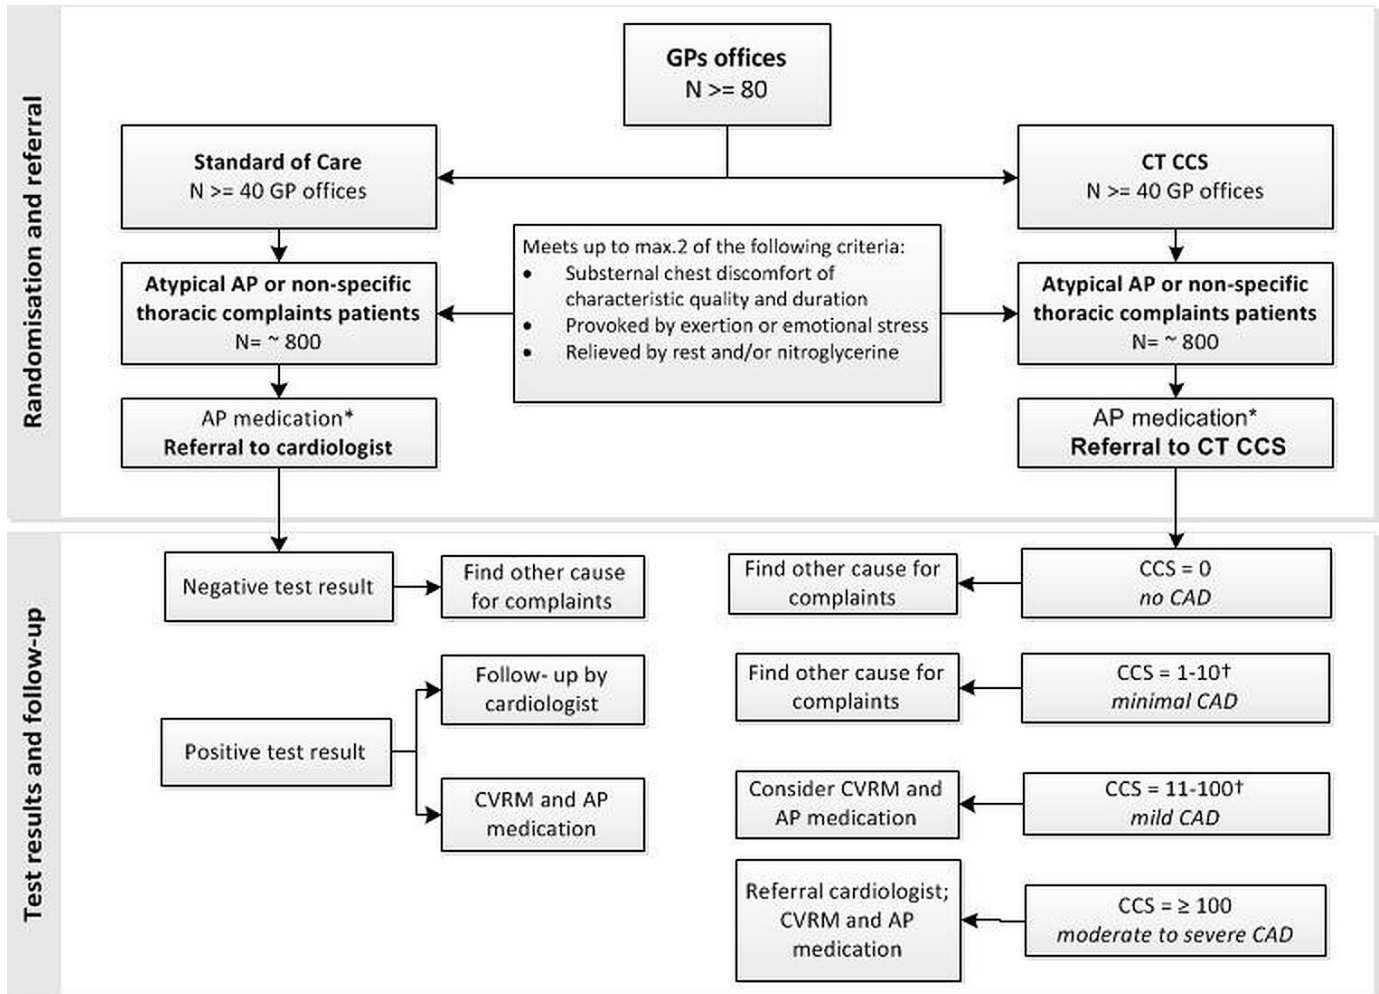 Randomisation and referral
GPs offices
N >= 80
Standard of Care
N >= 40 GP offices
CT CCS
N >= 40 GP offices
Atypical AP or non-specific
thoracic complaints patients
N= ~ 800
Meets up to max.2 of the following criteria:
• Substernal chest discomfort of
characteristic quality and duration
• Provoked by exertion or emotional stress
• Relieved by rest and/or nitroglycerine
Atypical AP or non-specific
thoracic complaints patients
N= ~ 800
AP medication*
Referral to cardiologist
AP medication*
Referral to CT CCS
Test results and follow-up
Negative test result
Find other cause
for complaints
Positive test result
Follow- up by
cardiologist
CVRM and AP
medication
Find other cause for
complaints
CCS = 0
no CAD
Find other cause for
complaints
CCS = 1-10†
minimal CAD
Consider CVRM and
AP medication
CCS = 11-100†
mild CAD
Referral cardiologist;
CVRM and AP
medication
CCS = ≥ 100
moderate to severe CAD